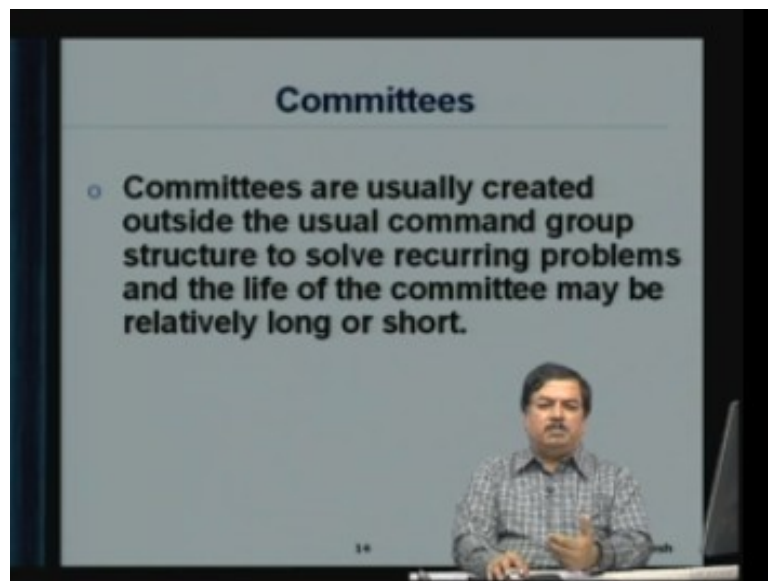 Committees
o Committees are usually created
outside the usual command group
structure to solve recurring problems
and the life of the committee may be
relatively long or short.
14